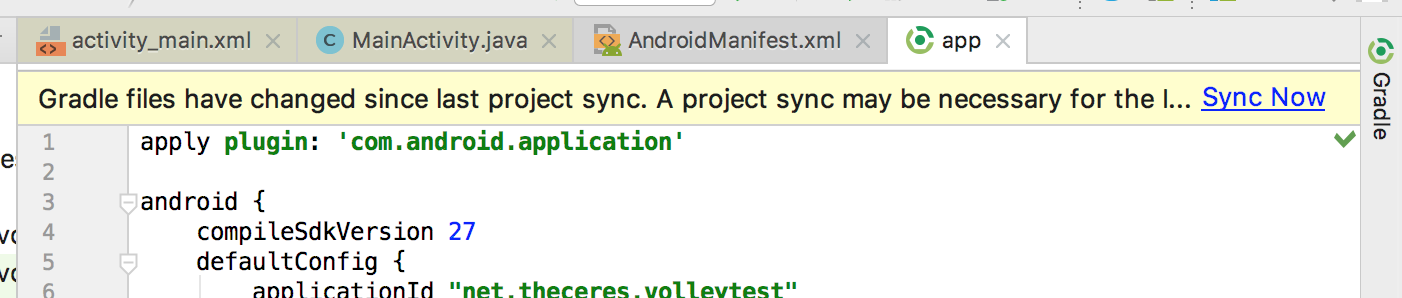 activity_main.xml
MainActivity.java
AndroidManifest.xml
app
Gradle files have changed since last project sync. A project sync may be necessary for the I... Sync Now
Gradle
1 apply plugin: 'com.android.application'
2
3 android {
4 compileSdkVersion 27
5 defaultConfig {
6 applicationId "net.theceres.volleytest"